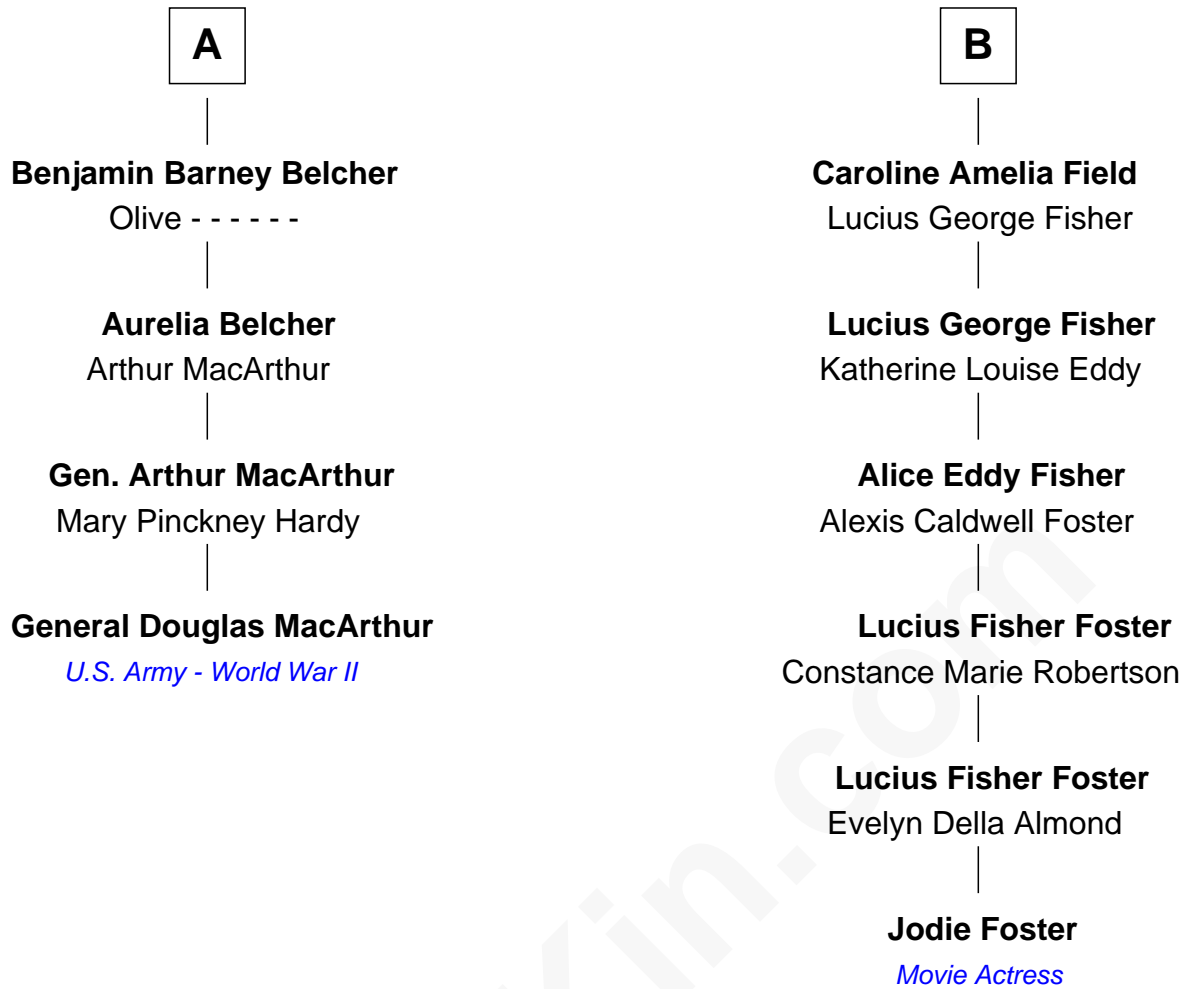 A
Benjamin Barney Belcher
Olive - - - - - -
Aurelia Belcher
Arthur MacArthur
Gen. Arthur MacArthur
Mary Pinckney Hardy
General Douglas MacArthur
U.S. Army - World War II
B
Caroline Amelia Field
Lucius George Fisher
Lucius George Fisher
Katherine Louise Eddy
Alice Eddy Fisher
Alexis Caldwell Foster
Lucius Fisher Foster
Constance Marie Robertson
Lucius Fisher Foster
Evelyn Della Almond
Jodie Foster
Movie Actress